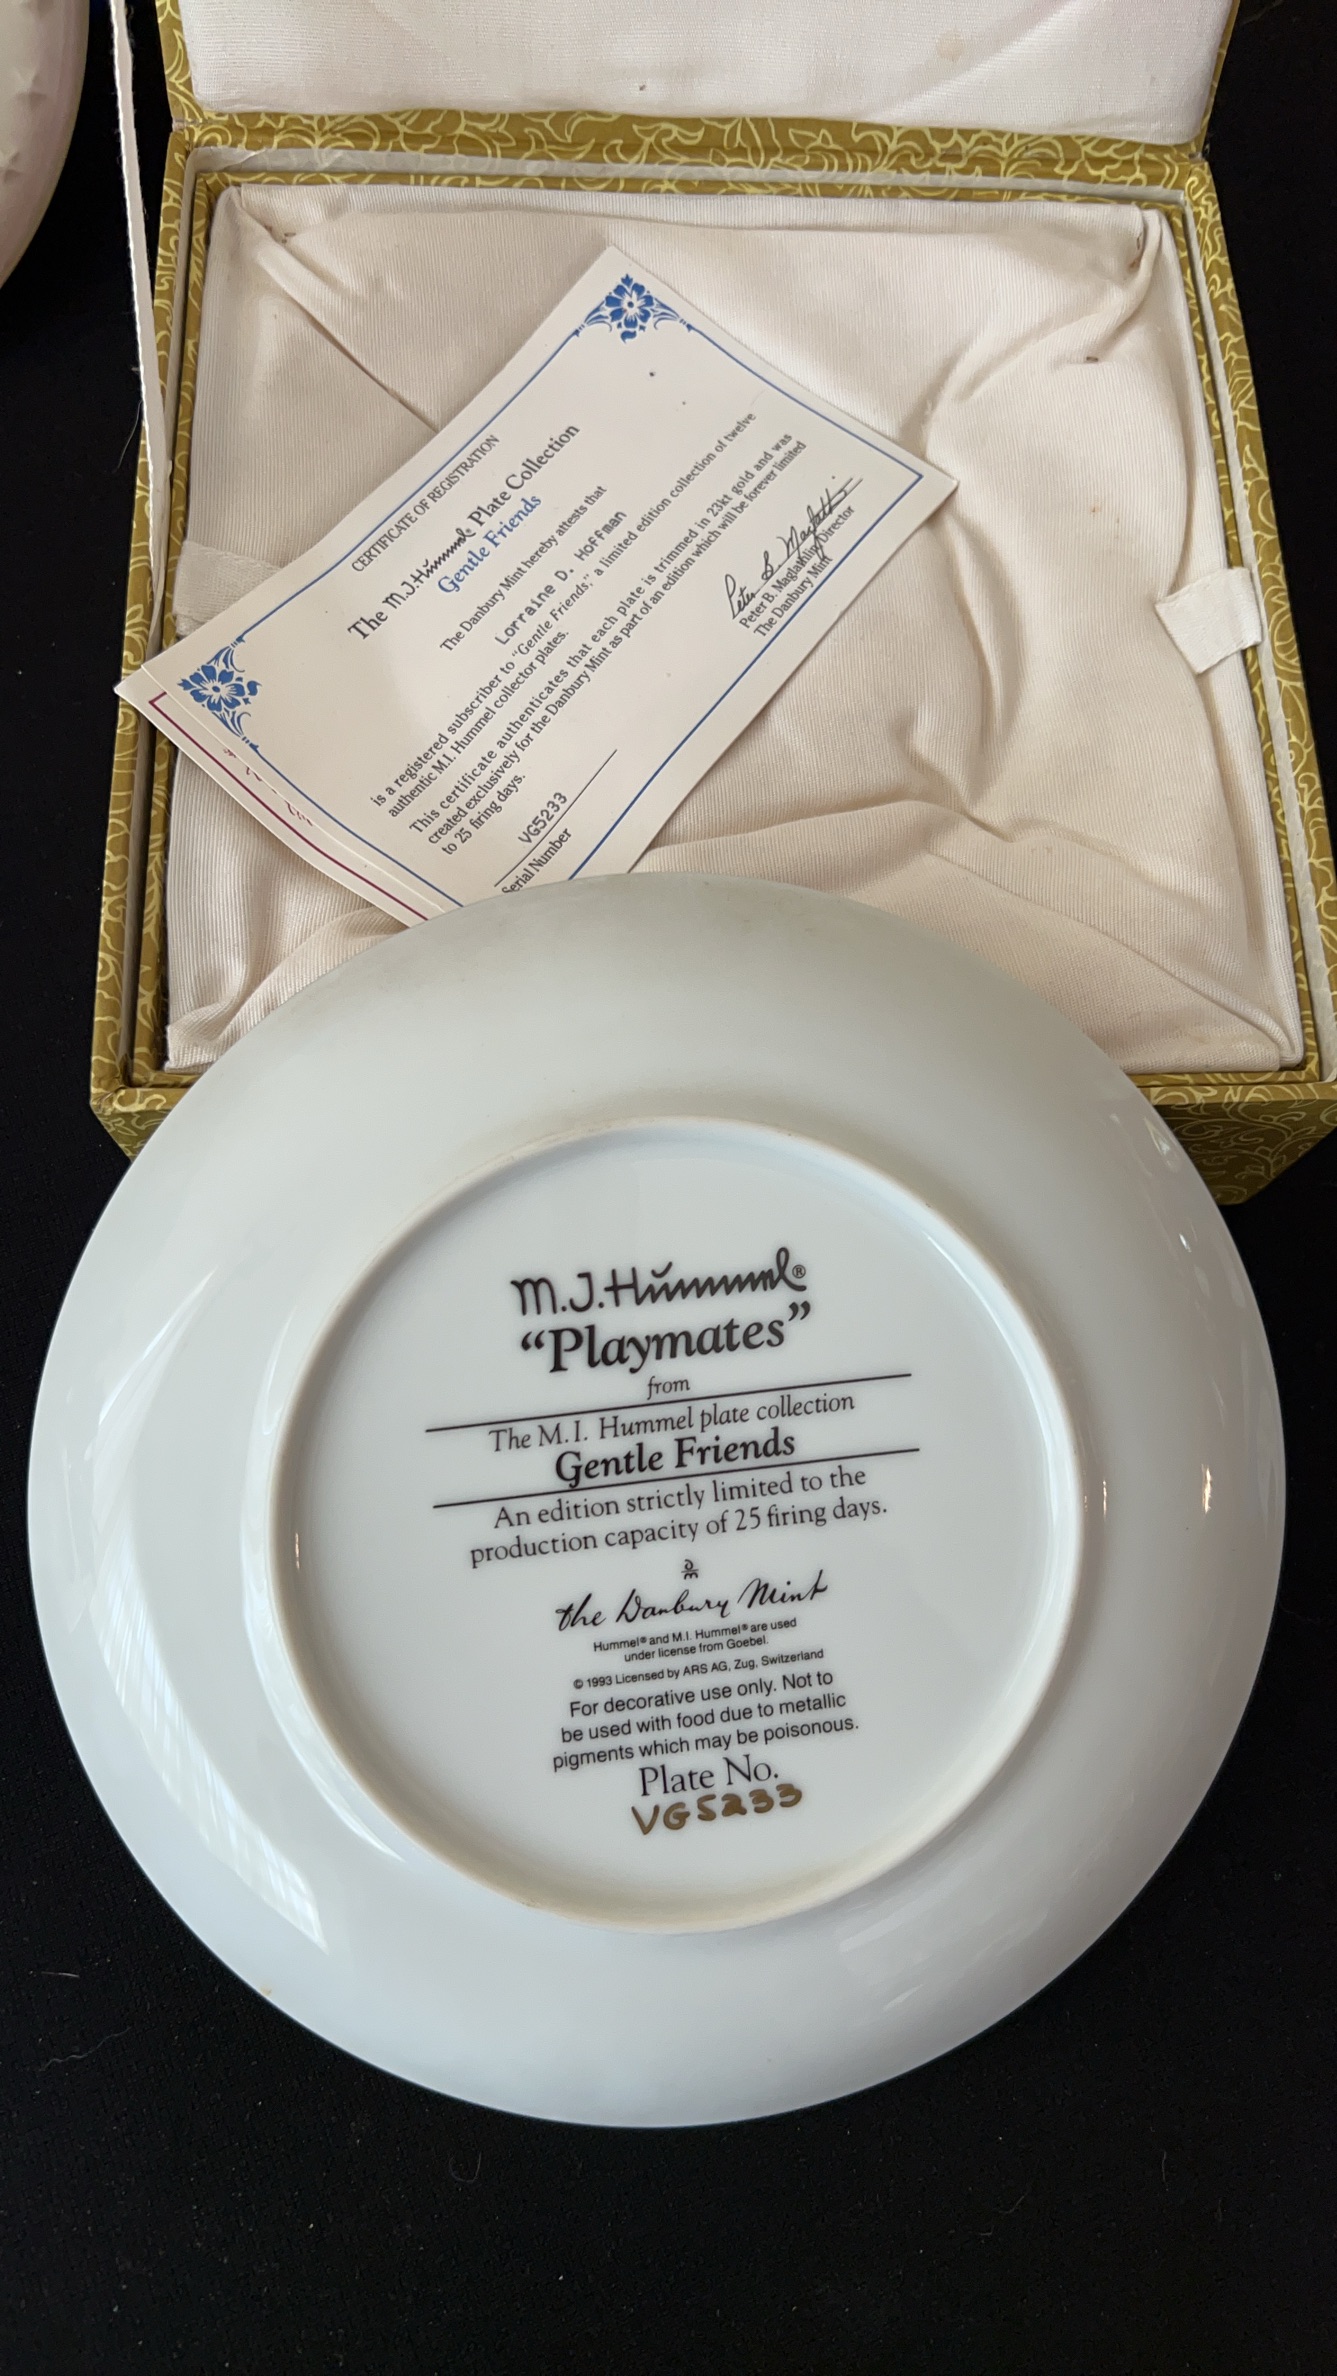 CERTIFICATE OF REGISTRATION
The M.J. Hummel Plate Collection
Gentle Friends
The Danbury Mint hereby attests that
Lorraine D. Hoffman
is a registered subscriber to "Gentle Friends," a limited edition collection of twelve
authentic M.I. Hummel collector plates.
This certificate authenticates that each plate is trimmed in 23kt gold and was
created exclusively for the Danbury Mint as part of an edition which will be forever limited
to 25 firing days.
Peter B. Maglathlin, Director
The Danbury Mint
VG5233
Serial Number
M.J. Hummel®
“Playmates”
from
The M.I. Hummel plate collection
Gentle Friends
An edition strictly limited to the
production capacity of 25 firing days.
the Danbury Mint
Hummel® and M.I. Hummel® are used
under license from Goebel.
© 1993 Licensed by ARS AG, Zug, Switzerland
For decorative use only. Not to
be used with food due to metallic
pigments which may be poisonous.
Plate No.
VG5233